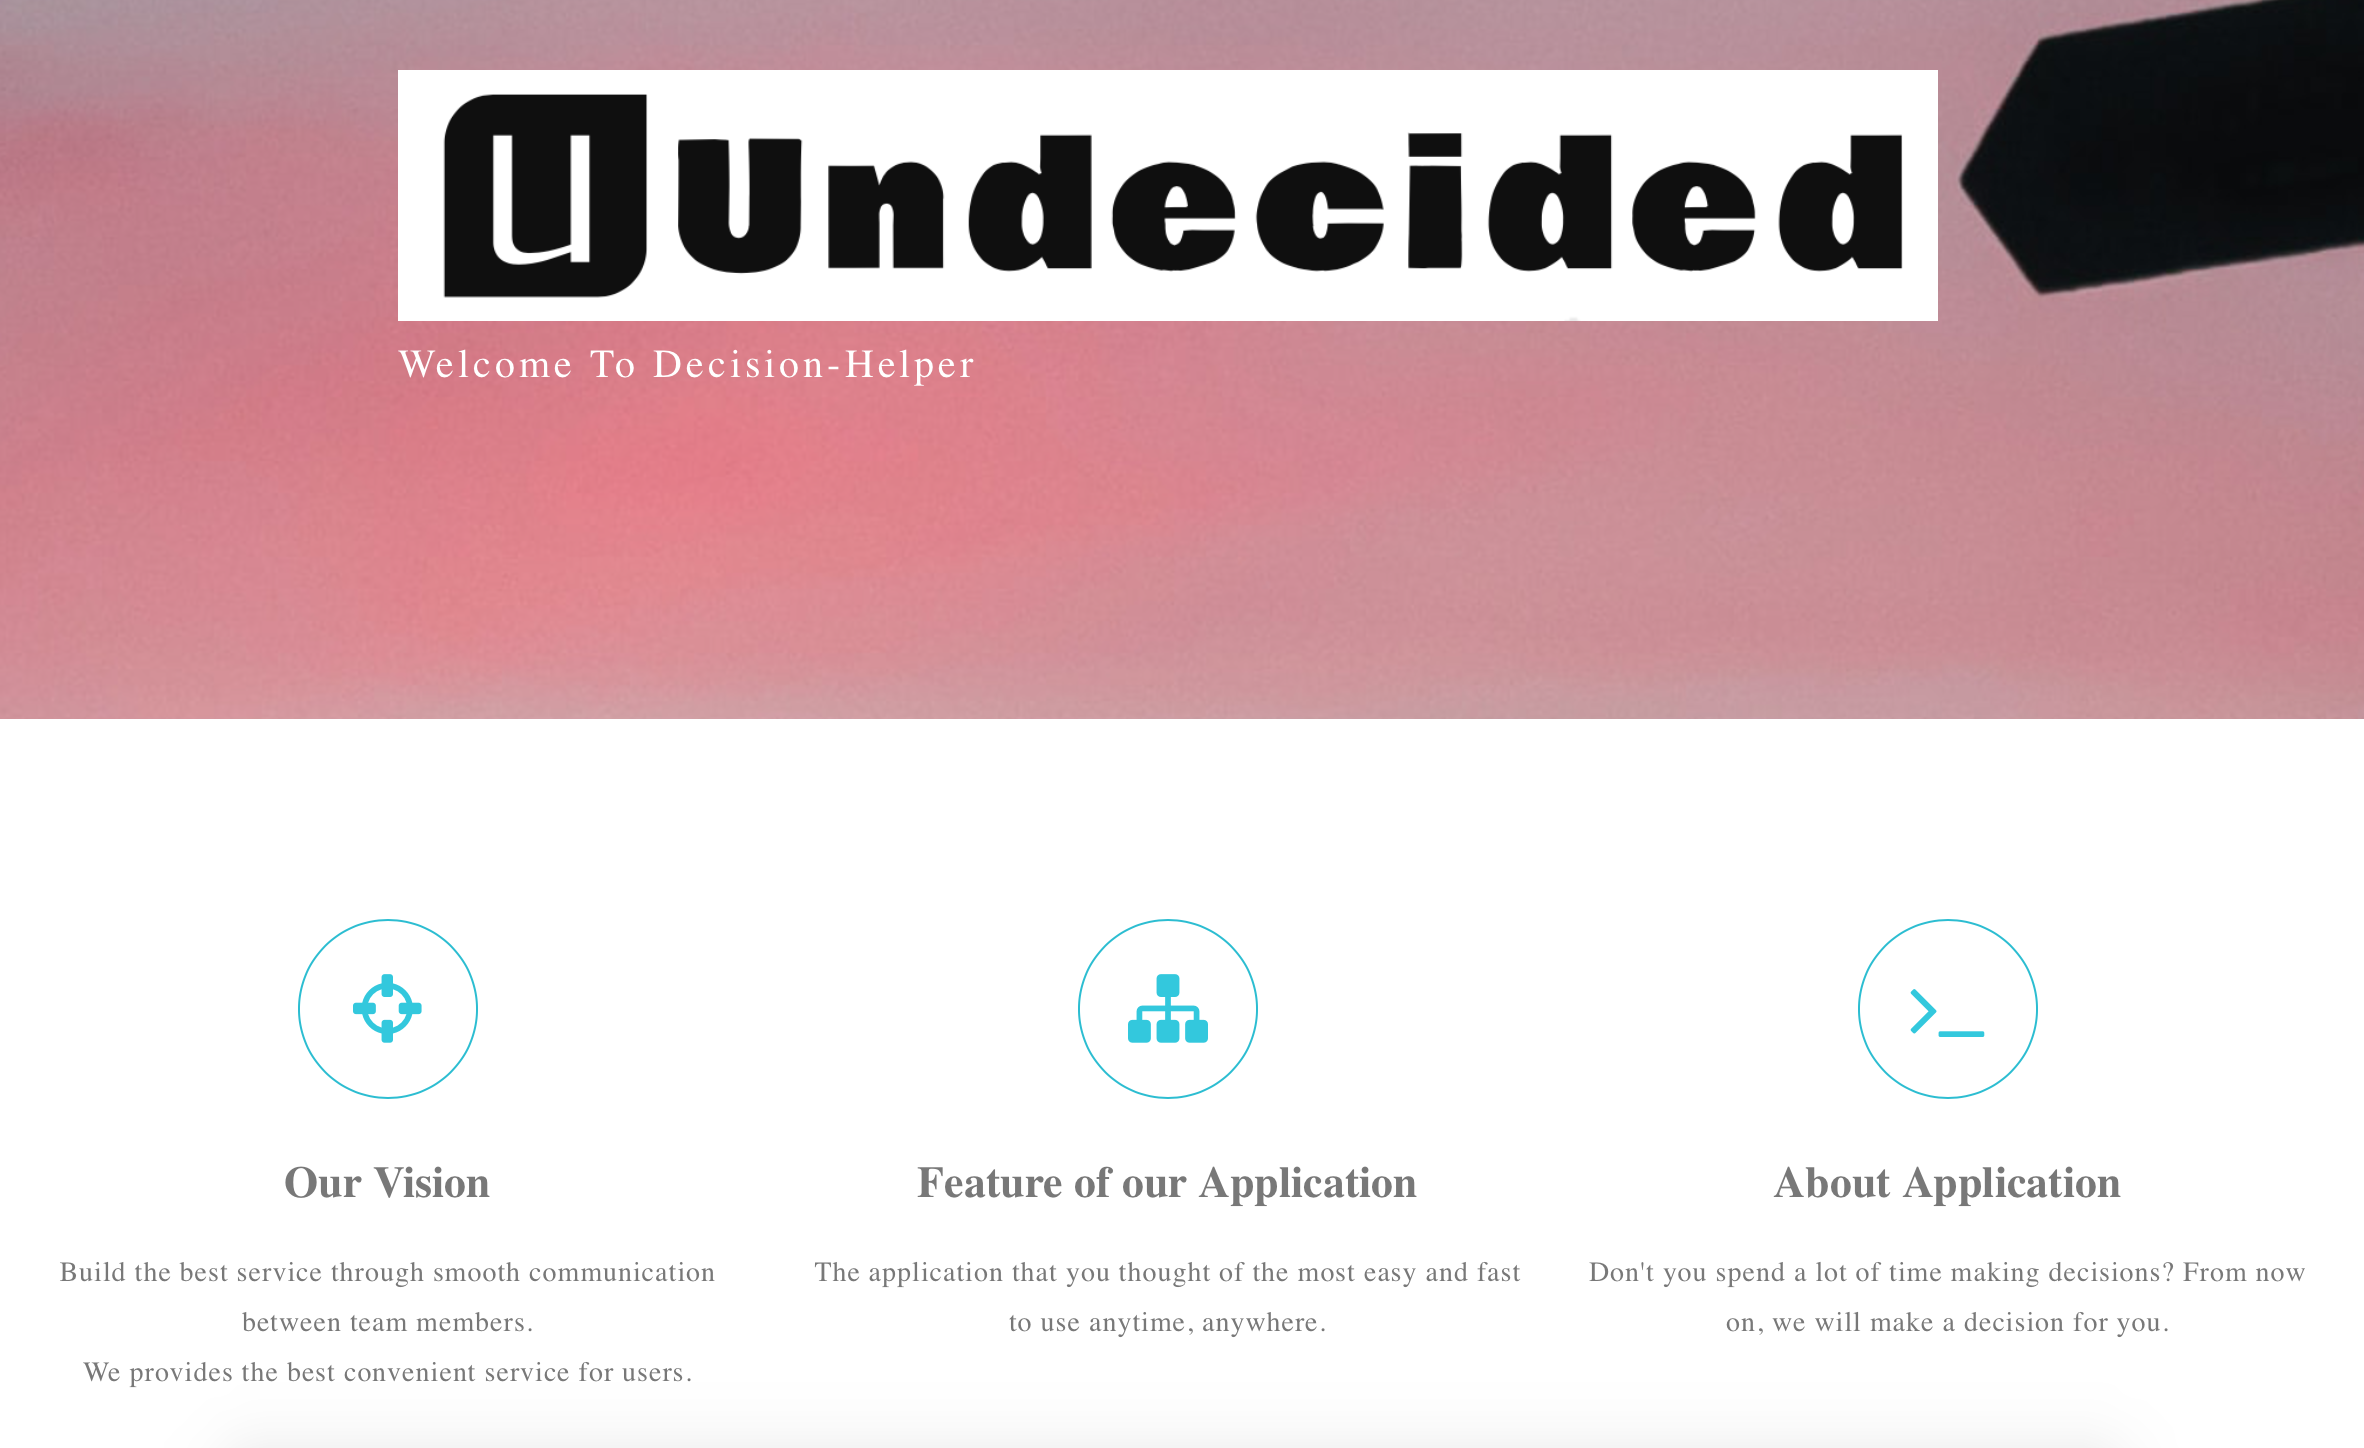 u Undecided
Welcome To Decision-Helper
Our Vision
Build the best service through smooth communication
between team members.
We provides the best convenient service for users.
Feature of our Application
The application that you thought of the most easy and fast
to use anytime, anywhere.
About Application
Don't you spend a lot of time making decisions? From now
on, we will make a decision for you.